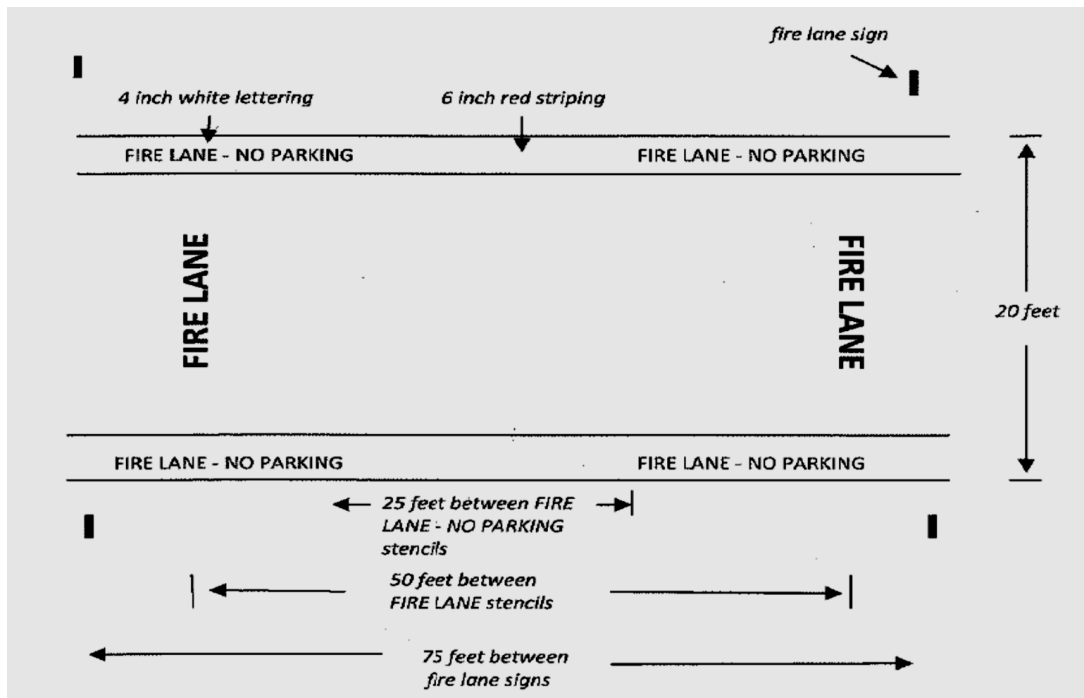 fire lane sign
4 inch white lettering
6 inch red striping
FIRE LANE - NO PARKING
FIRE LANE - NO PARKING
FIRE LANE
FIRE LANE
20 feet
FIRE LANE - NO PARKING
FIRE LANE - NO PARKING
25 feet between FIRE
LANE - NO PARKING
stencils
50 feet between
FIRE LANE stencils
75 feet between
fire lane signs